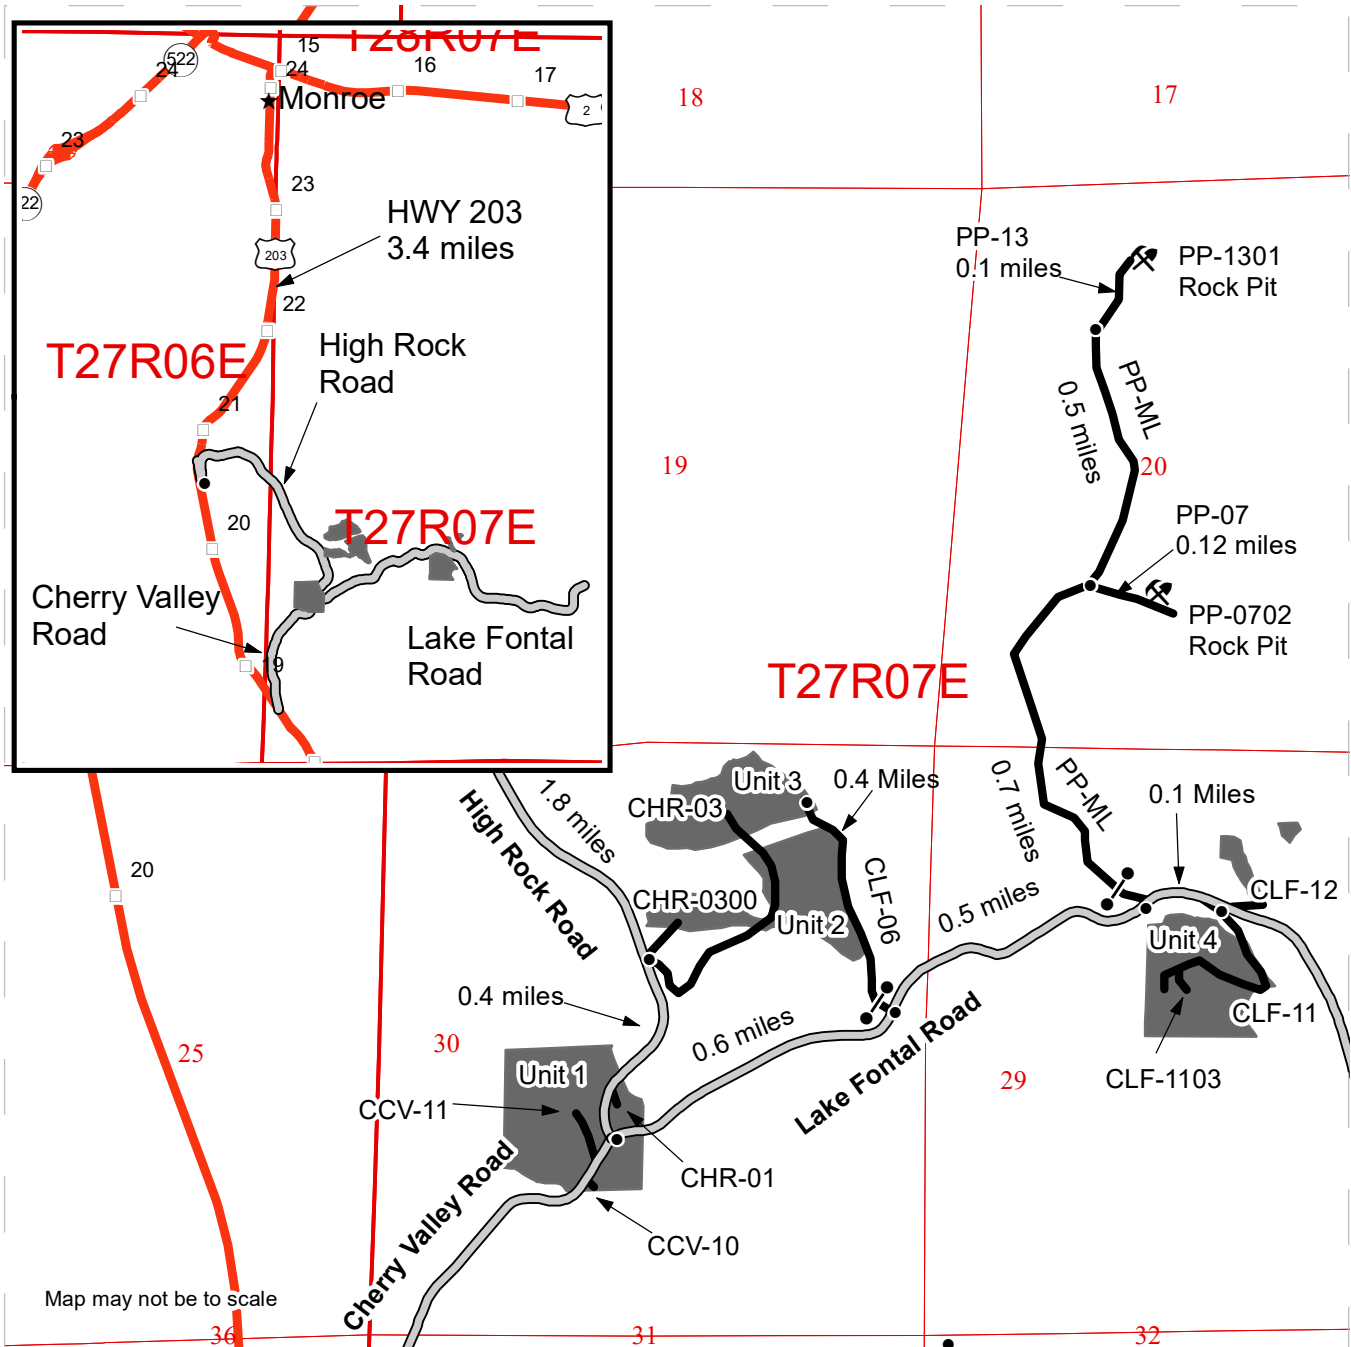 T28R07E
15
522
24
24
16
17
Monroe
2
23
22
23
HWY 203
3.4 miles
203
22
High Rock
Road
T27R06E
21
20
T27R07E
Cherry Valley
Road
19
Lake Fontal
Road
18
17
PP-13
0.1 miles
PP-1301
Rock Pit
PP-ML
0.5 miles
19
20
PP-07
0.12 miles
PP-0702
Rock Pit
T27R07E
1.8 miles
High Rock Road
Unit 3
0.4 Miles
CHR-03
0.7 miles
PP-ML
0.1 Miles
20
CHR-0300
Unit 2
CLF-06
0.5 miles
CLF-12
Unit 4
0.4 miles
CLF-11
25
30
0.6 miles
Lake Fontal Road
29
CLF-1103
Unit 1
CCV-11
CHR-01
CCV-10
Cherry Valley Road
Map may not be to scale
36
31
32